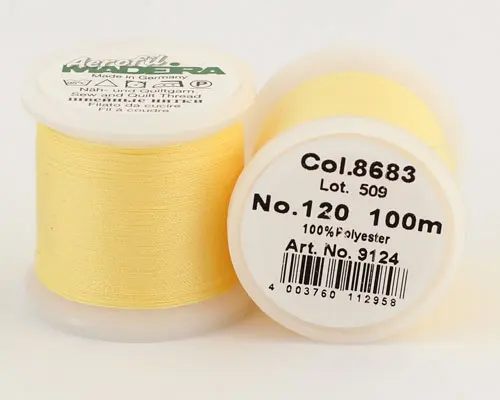 Aerofil
MADEIRA
Made in Germany
Näh- und Quiltgarn
Sew and Quilt Thread
ШВЕЙНЫЕ НИТКИ
Filato da cucire
Fil à coudre
Col.8683
Lot. 509
No.120 100m
100%Polyester
Art. No. 9124
4 003760 112958